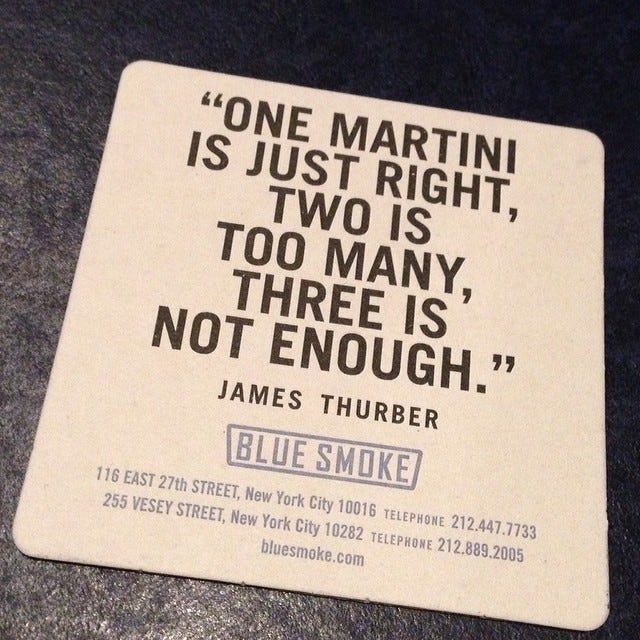 “ONE MARTINI
IS JUST RIGHT,
TWO IS
TOO MANY,
THREE IS
NOT ENOUGH.”
JAMES THURBER
BLUE SMOKE
116 EAST 27th STREET, New York City 10016 TELEPHONE 212.447.7733
255 VESEY STREET, New York City 10282 TELEPHONE 212.889.2005
bluesmoke.com